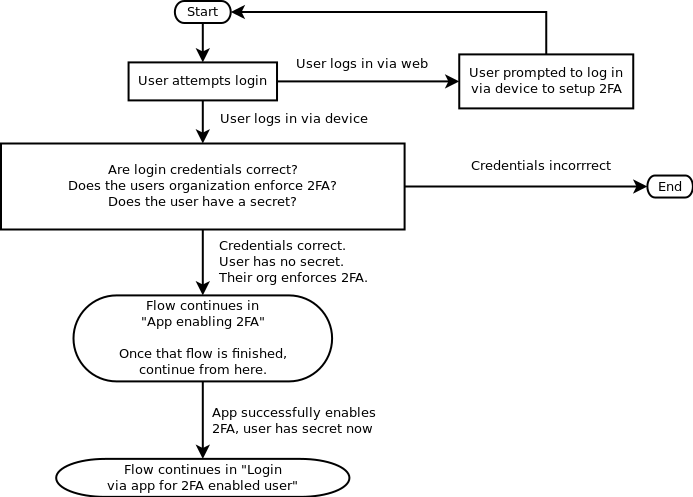 Start
User attempts login
User logs in via web
User prompted to log in
via device to setup 2FA
User logs in via device
Are login credentials correct?
Does the users organization enforce 2FA?
Does the user have a secret?
Credentials incorrrect
End
Credentials correct.
User has no secret.
Their org enforces 2FA.
Flow continues in
"App enabling 2FA"
Once that flow is finished,
continue from here.
App successfully enables
2FA, user has secret now
Flow continues in "Login
via app for 2FA enabled user"